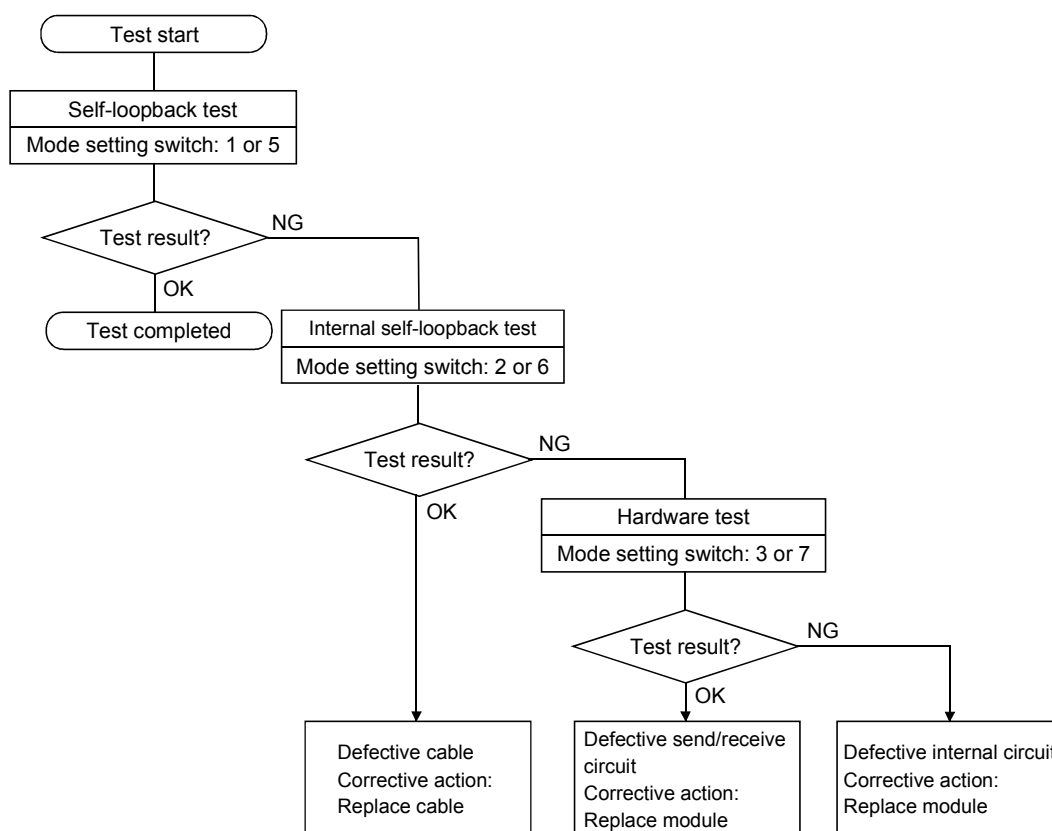 Test start
Self-loopback test
Mode setting switch: 1 or 5
NG
Test result?
OK
Test completed
Internal self-loopback test
Mode setting switch: 2 or 6
NG
Test result?
OK
Hardware test
Mode setting switch: 3 or 7
NG
Test result?
OK
Defective cable
Corrective action:
Replace cable
Defective send/receive
circuit
Corrective action:
Replace module
Defective internal circuit
Corrective action:
Replace module